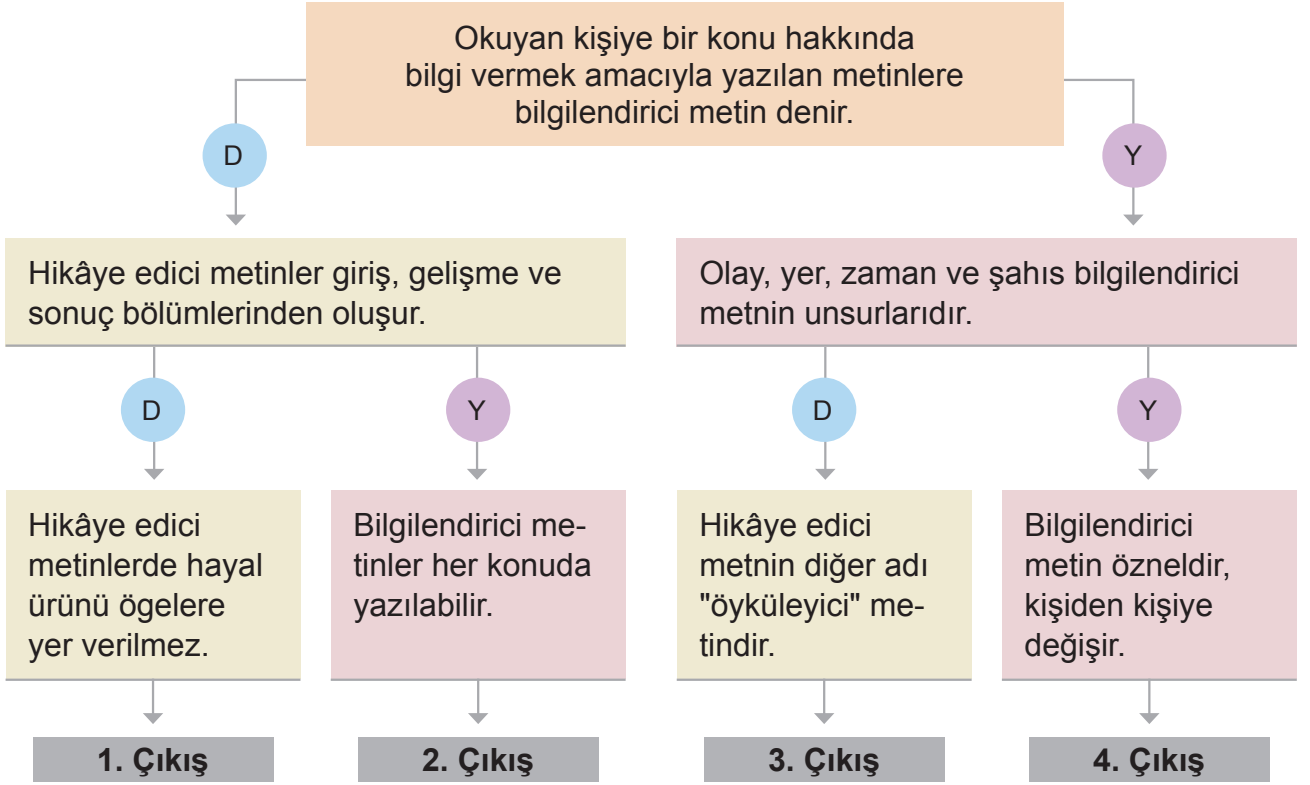 Okuyan kişiye bir konu hakkında
bilgi vermek amacıyla yazılan metinlere
bilgilendirici metin denir.
D
Y
Hikâye edici metinler giriş, gelişme ve
sonuç bölümlerinden oluşur.
Olay, yer, zaman ve şahıs bilgilendirici
metnin unsurlarıdır.
D
Y
D
Y
Hikâye edici
metinlerde hayal
ürünü ögelere
yer verilmez.
Bilgilendirici me-
tinler her konuda
yazılabilir.
Hikâye edici
metnin diğer adı
"öyküleyici" me-
tindir.
Bilgilendirici
metin özneldir,
kişiden kişiye
değişir.
1. Çıkış
2. Çıkış
3. Çıkış
4. Çıkış